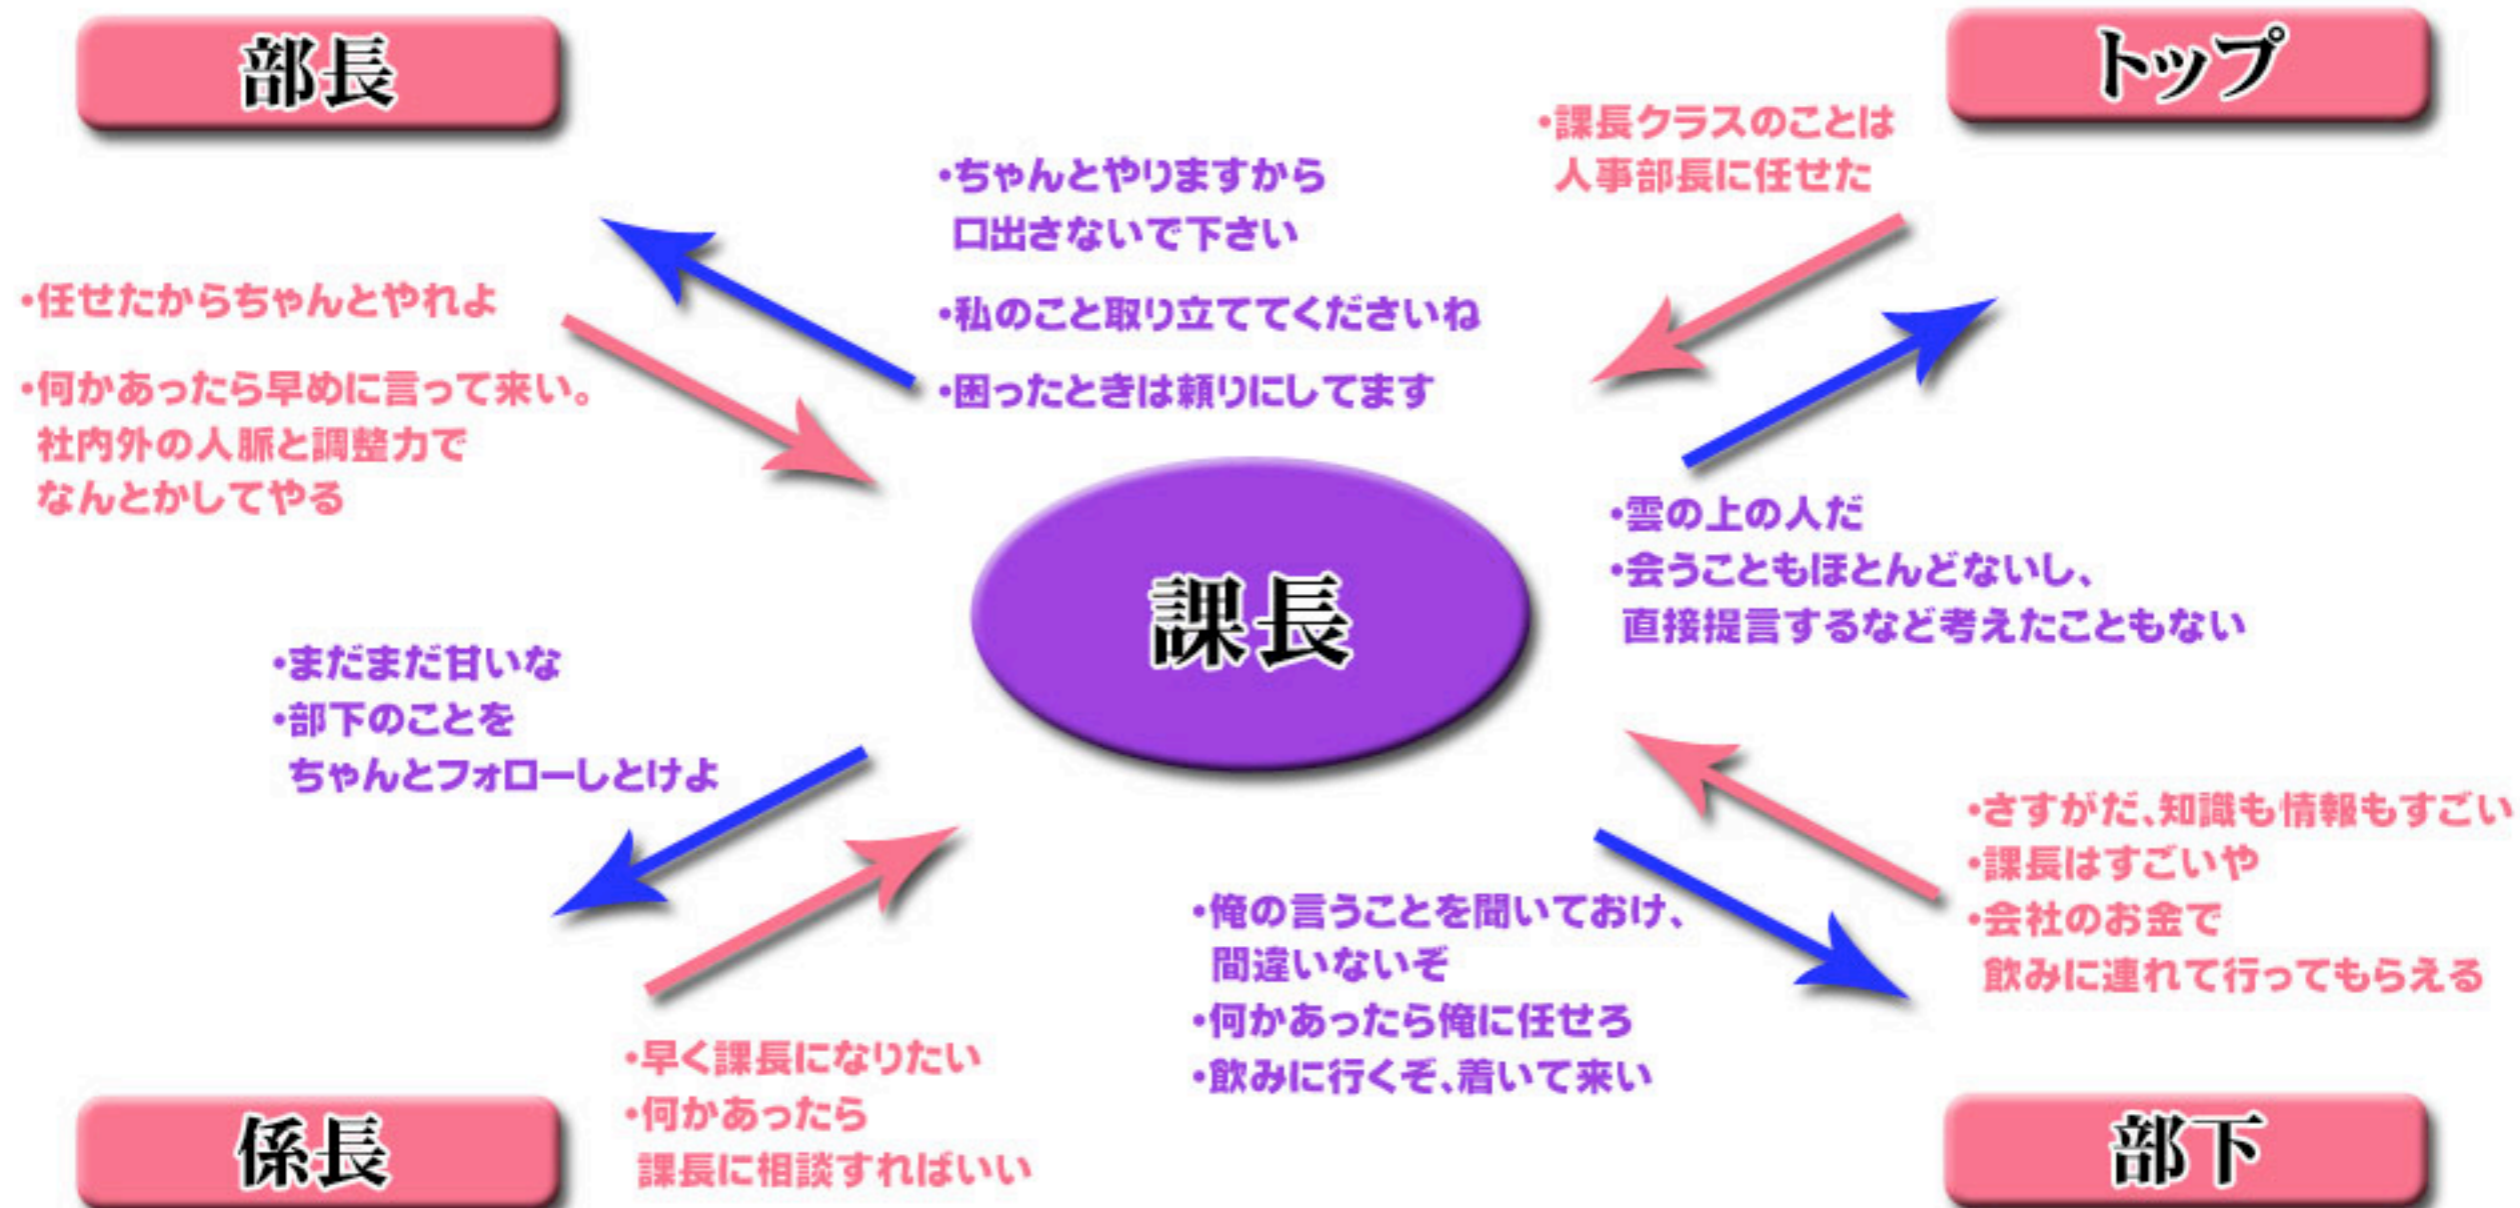 部長
トップ
・課長クラスのことは
人事部長に任せた
・ちゃんとやりますから
口出さないで下さい
・私のこと取り立ててくださいね
・困ったときは頼りにしてます
・任せたからちゃんとやれよ
・何かあったら早めに言って来い。
社内外の人脈と調整力で
なんとかしてやる
課長
・雲の上の人だ
・会うこともほとんどないし、
直接提言するなど考えたこともない
・まだまだ甘いな
・部下のことを
ちゃんとフォローしとけよ
・さすがだ、知識も情報もすごい
・課長はすごいや
・会社のお金で
飲みに連れて行ってもらえる
・俺の言うことを聞いておけ、
間違いないぞ
・何かあったら俺に任せろ
・飲みに行くぞ、着いて来い
・早く課長になりたい
・何かあったら
課長に相談すればいい
係長
部下